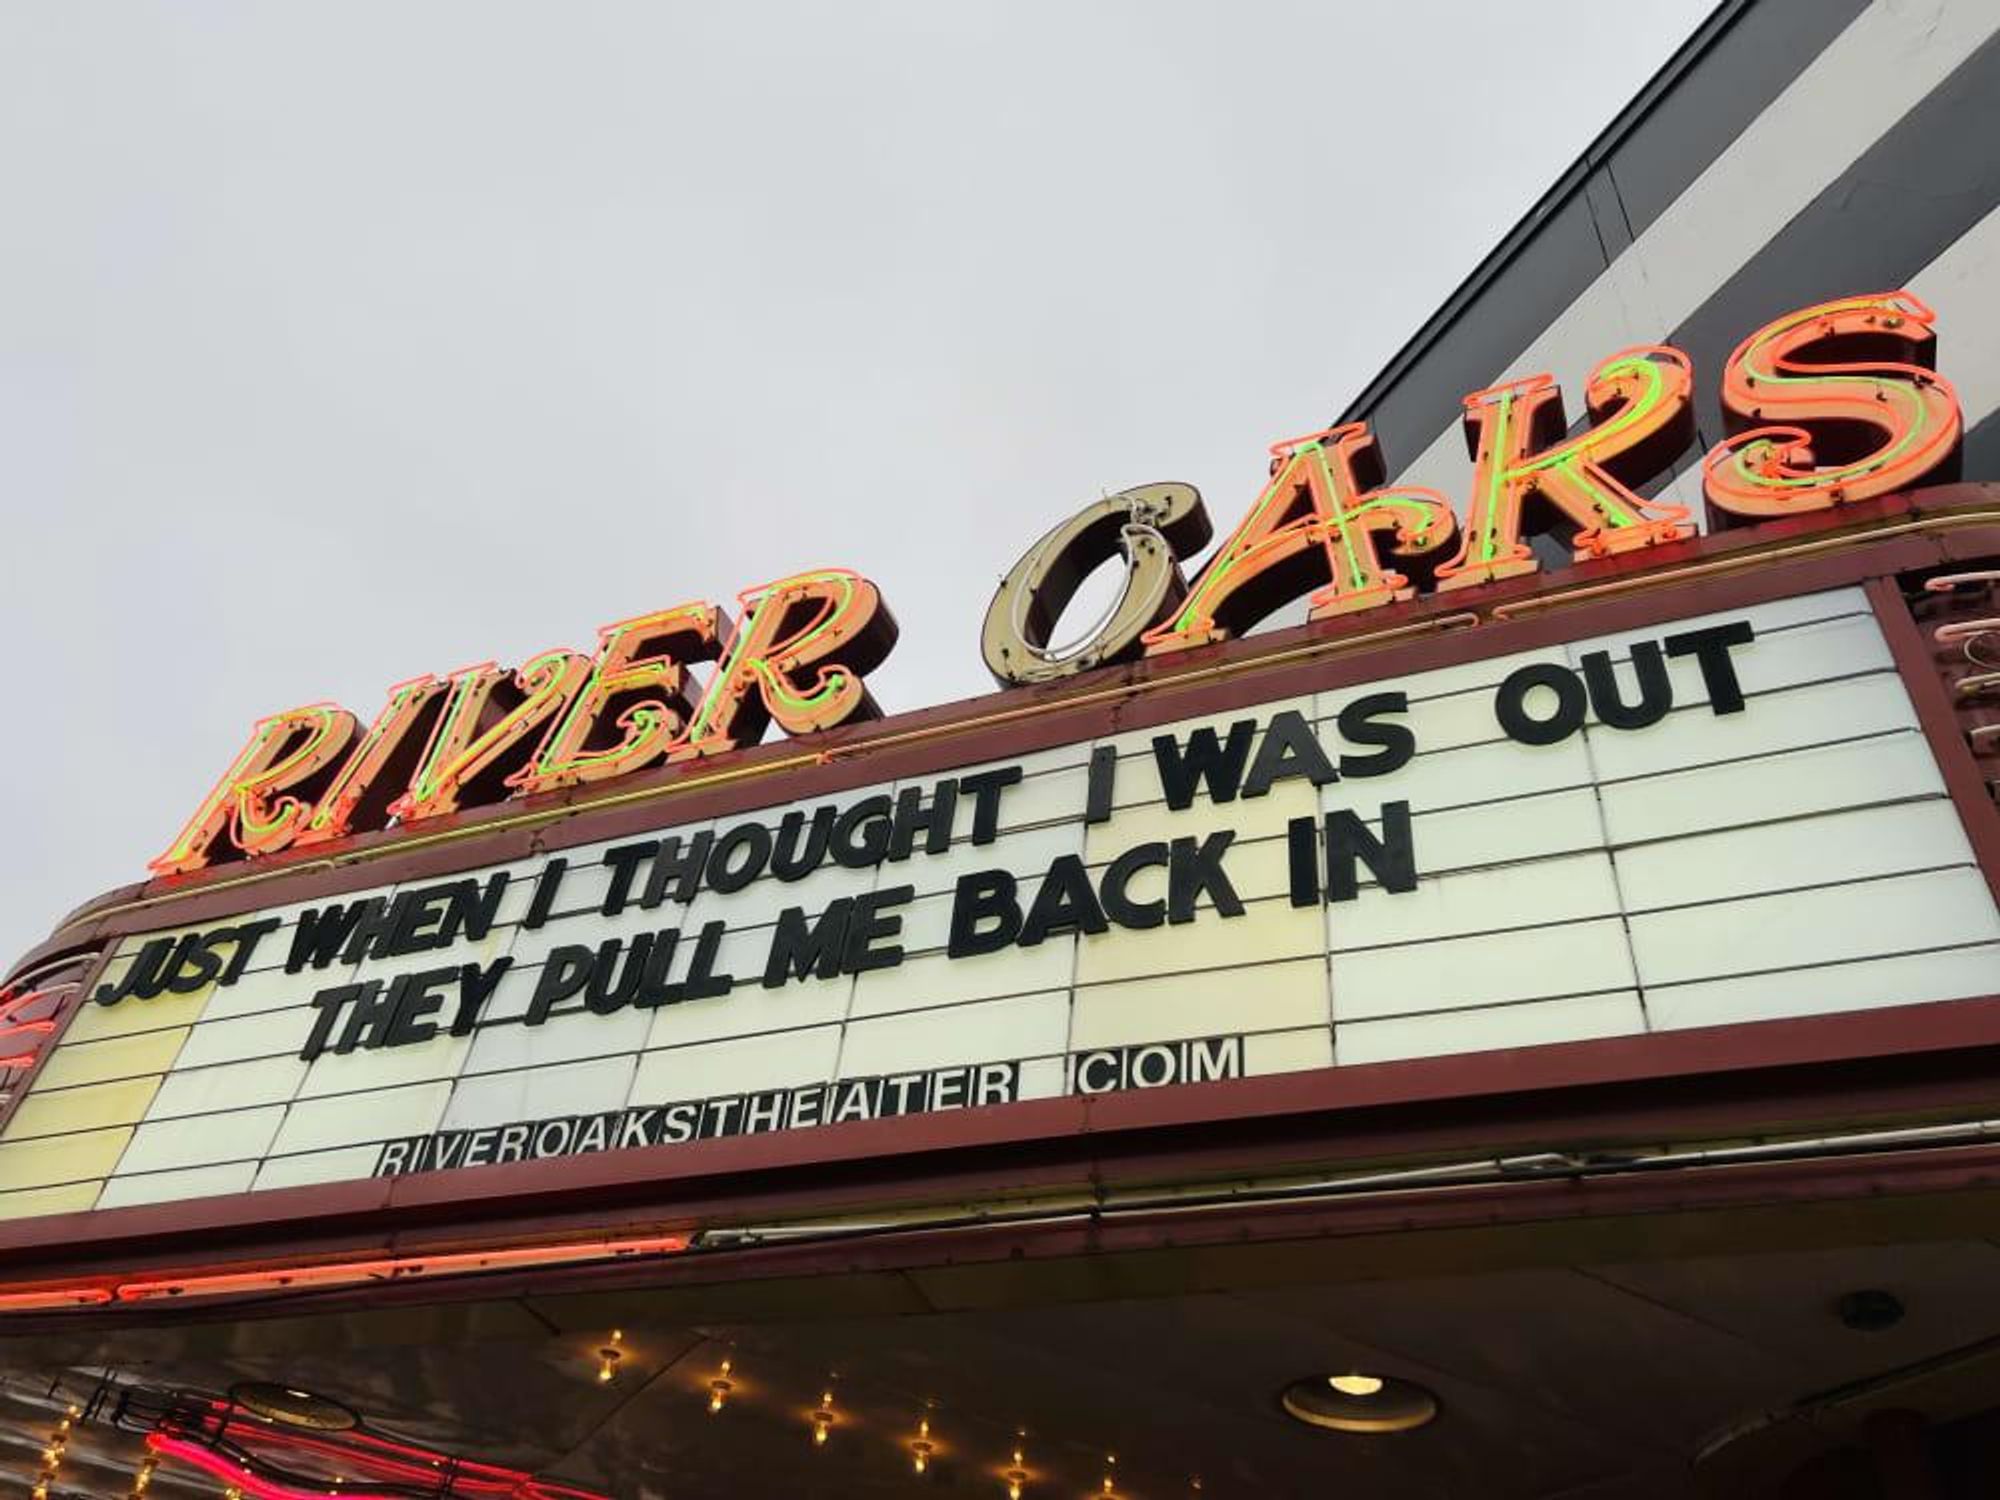 RIVER OAKS
JUST WHEN I THOUGHT I WAS OUT
THEY PULL ME BACK IN
RIVEROAKSTHEATER COM